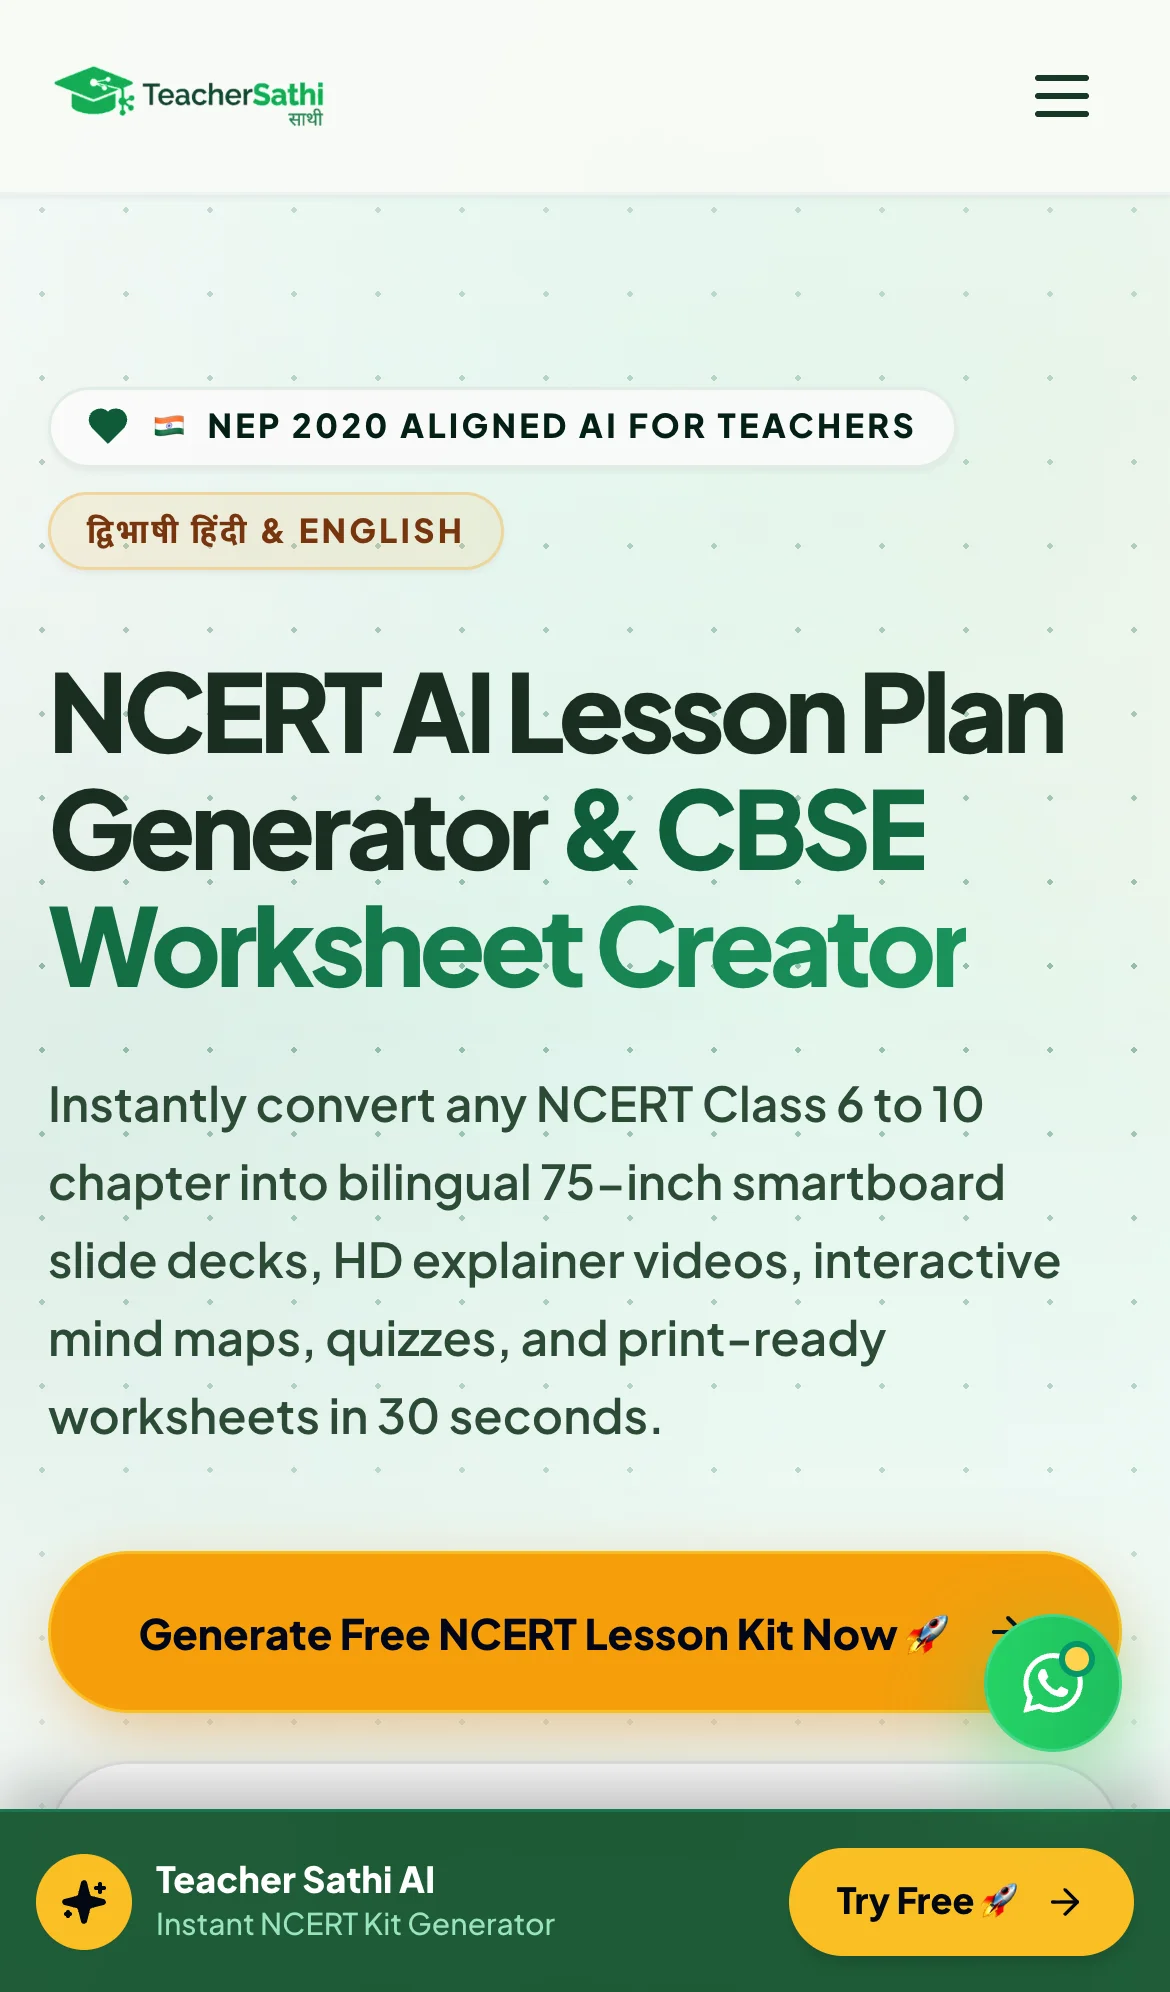 TeacherSathi
साथी
NEP 2020 ALIGNED AI FOR TEACHERS
द्विभाषी हिंदी & ENGLISH
NCERT AI Lesson Plan
Generator & CBSE
Worksheet Creator
Instantly convert any NCERT Class 6 to 10
chapter into bilingual 75-inch smartboard
slide decks, HD explainer videos, interactive
mind maps, quizzes, and print-ready
worksheets in 30 seconds.
Generate Free NCERT Lesson Kit Now 🚀
Teacher Sathi AI
Instant NCERT Kit Generator
Try Free 🚀